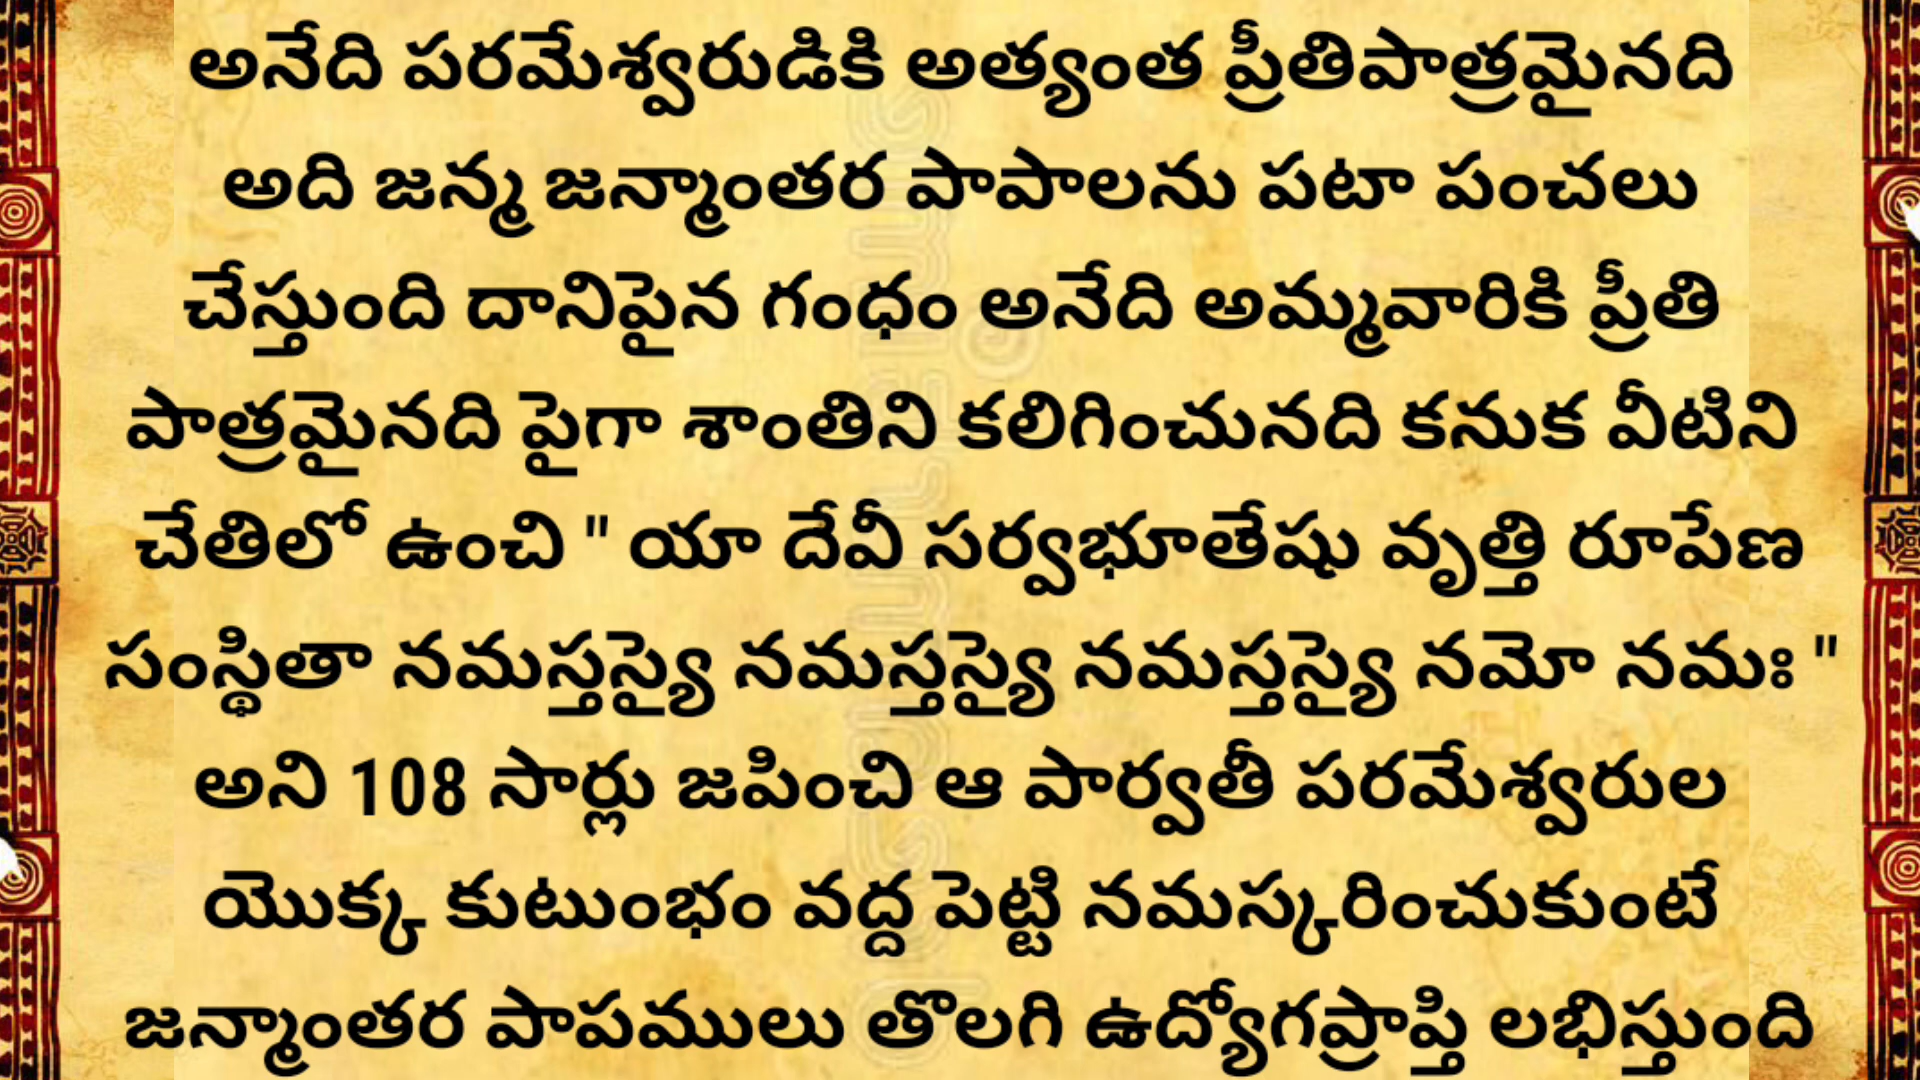 అనేది పరమేశ్వరుడికి అత్యంత ప్రీతిపాత్రమైనది
అది జన్మ జన్మాంతర పాపాలను పటా పంచలు
చేస్తుంది దానిపైన గంధం అనేది అమ్మవారికి ప్రీతి
పాత్రమైనది పైగా శాంతిని కలిగించునది కనుక వీటిని
చేతిలో ఉంచి " యా దేవీ సర్వభూతేషు వృత్తి రూపేణ
సంస్థితా నమస్తస్యై నమస్తస్యై నమస్తస్యై నమో నమః "
అని 108 సార్లు జపించి ఆ పార్వతీ పరమేశ్వరుల
యొక్క కుటుంభం వద్ద పెట్టి నమస్కరించుకుంటే
జన్మాంతర పాపములు తొలగి ఉద్యోగప్రాప్తి లభిస్తుంది